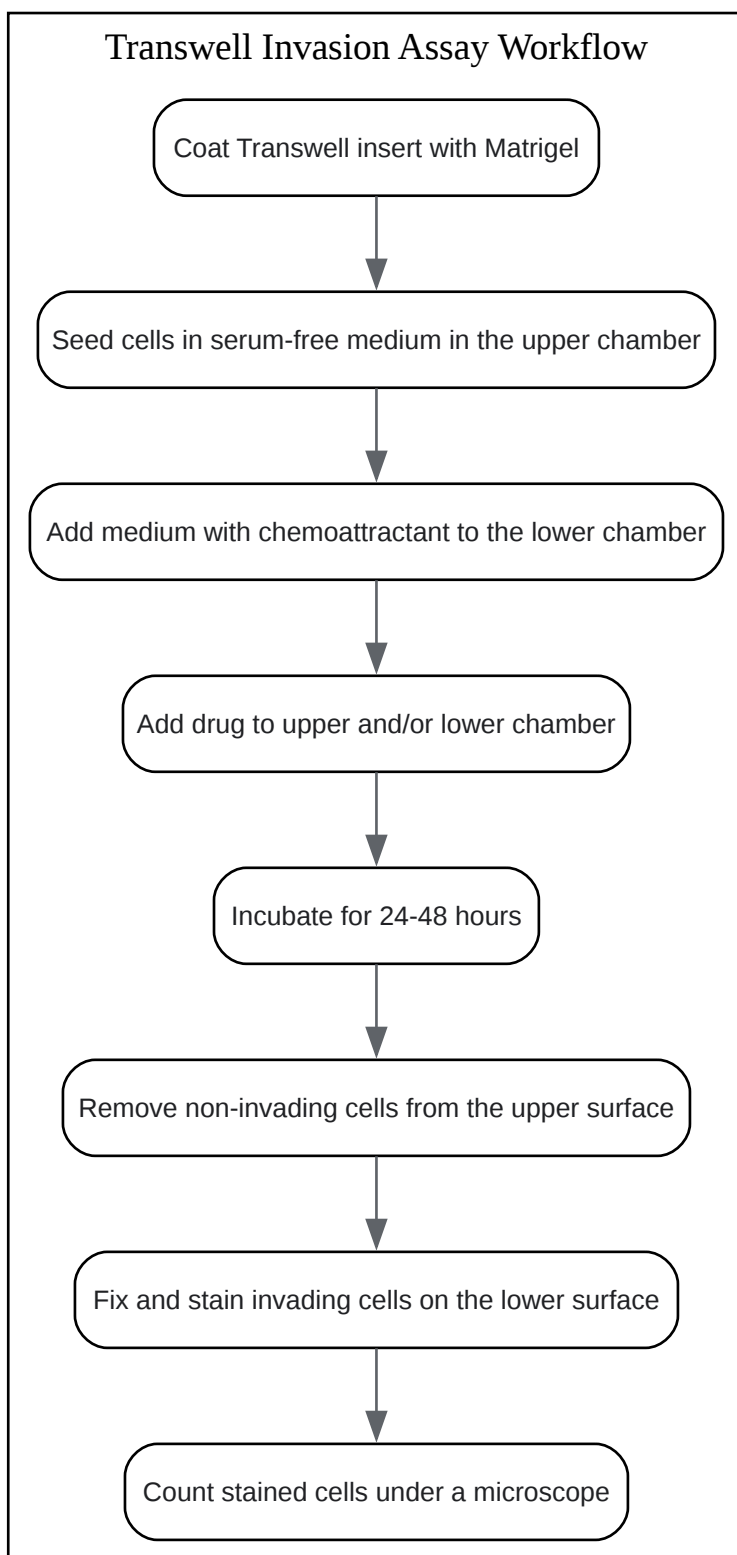 Transwell Invasion Assay Workflow
Coat Transwell insert with Matrigel
Seed cells in serum-free medium in the upper chamber
Add medium with chemoattractant to the lower chamber
Add drug to upper and/or lower chamber
Incubate for 24-48 hours
Remove non-invading cells from the upper surface
Fix and stain invading cells on the lower surface
Count stained cells under a microscope